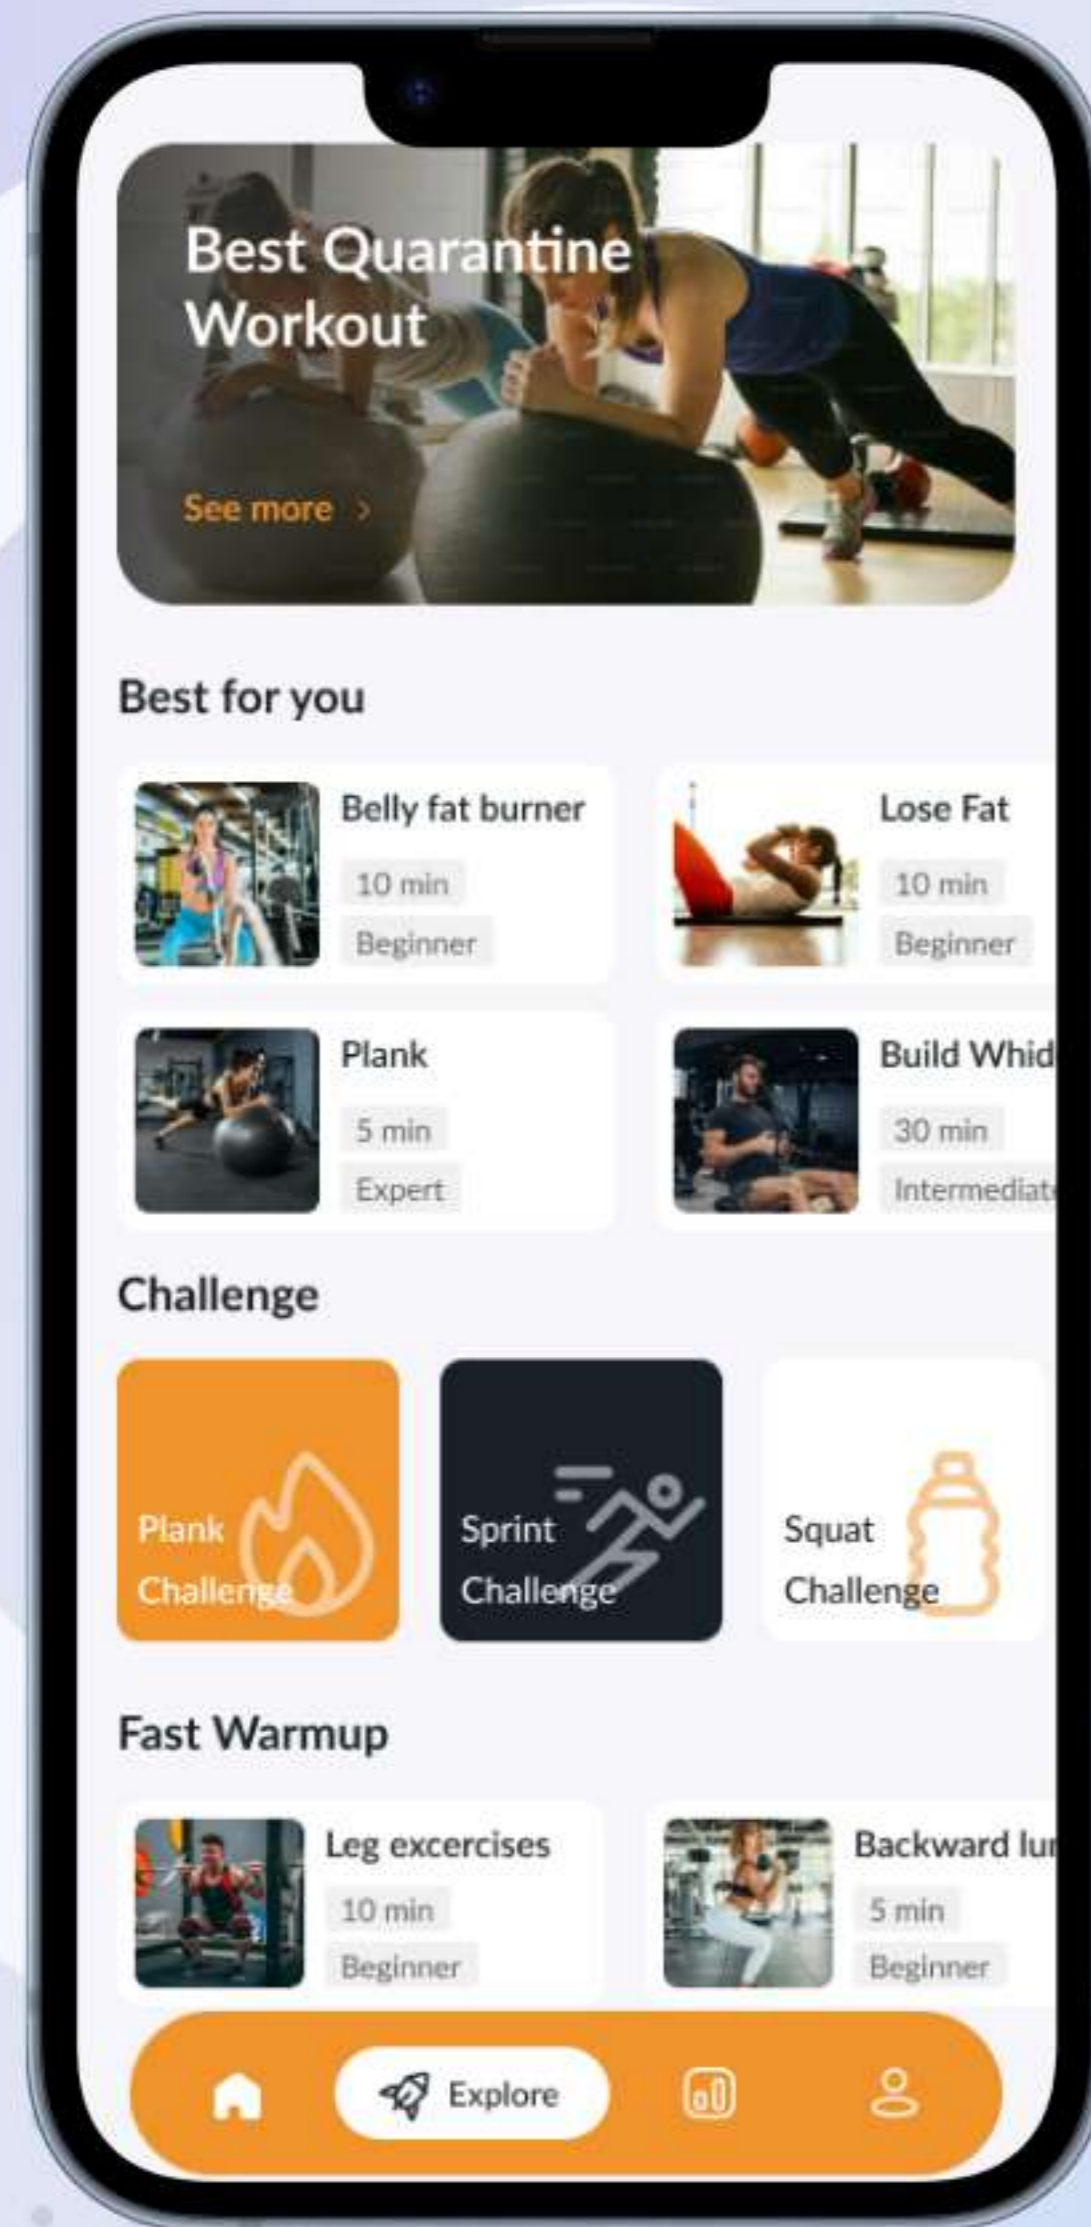 Best Quarantine
Workout
See more
Best for you
Belly fat burner
10 min
Beginner
Lose Fat
10 min
Beginner
Plank
5 min
Expert
Build Whid
30 min
Intermediat
Challenge
Plank
Challenge
Sprint
Challenge
Squat
Challenge
Fast Warmup
Leg excercises
10 min
Beginner
Backward lu
5 min
Beginner
Explore